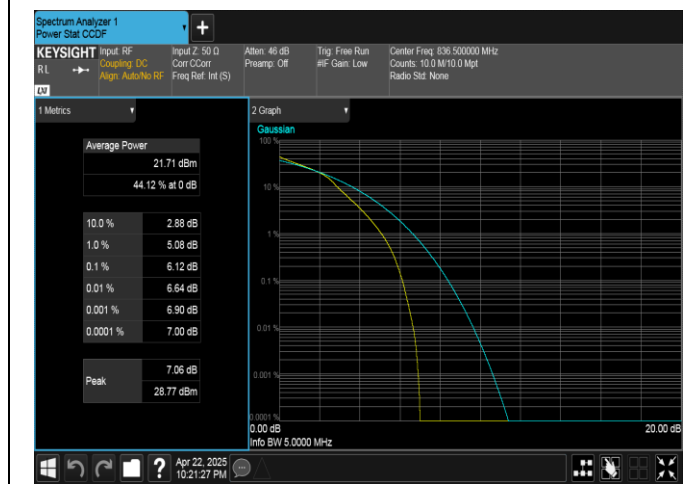 Spectrum Analyzer 1
Power Stat CCDF
+
KEYSIGHT
RL
LXI
Input: RF
Coupling: DC
Align: Auto/No RF
Input Z: 50 Ω
Corr CCorr
Freq Ref: Int (S)
Atten: 46 dB
Preamp: Off
Trig: Free Run
#IF Gain: Low
Center Freq: 836.500000 MHz
Counts: 10.0 M/10.0 Mpt
Radio Std: None
1 Metrics
Average Power
21.71 dBm
44.12 % at 0 dB
10.0 % 2.88 dB
1.0 % 5.08 dB
0.1 % 6.12 dB
0.01 % 6.64 dB
0.001 % 6.90 dB
0.0001 % 7.00 dB
Peak
7.06 dB
28.77 dBm
2 Graph
Gaussian
100 %
10 %
1 %
0.1 %
0.01 %
0.001 %
0.0001 %
0.00 dB
20.00 dB
Info BW 5.0000 MHz
?
Apr 22, 2025
10:21:27 PM